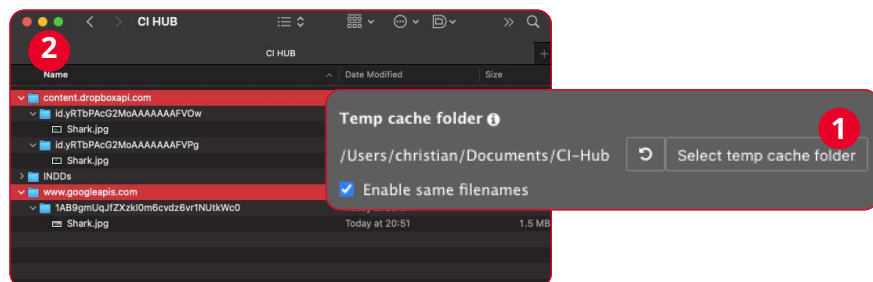 CI HUB
2
CI HUB
+
Name
Date Modified
Size
content.dropboxapi.com
id.yRTbPAcG2MoAAAAAAAFVOw
Shark.jpg
id.yRTbPAcG2MoAAAAAAAFVPg
Shark.jpg
INDDs
www.googleapis.com
1AB9gmUqJfZXzkl0m6cvdz6vr1NUtkWc0
Shark.jpg
Today at 20:51
1.5 MB
Temp cache folder
1
/Users/christian/Documents/CI-Hub
Select temp cache folder
Enable same filenames